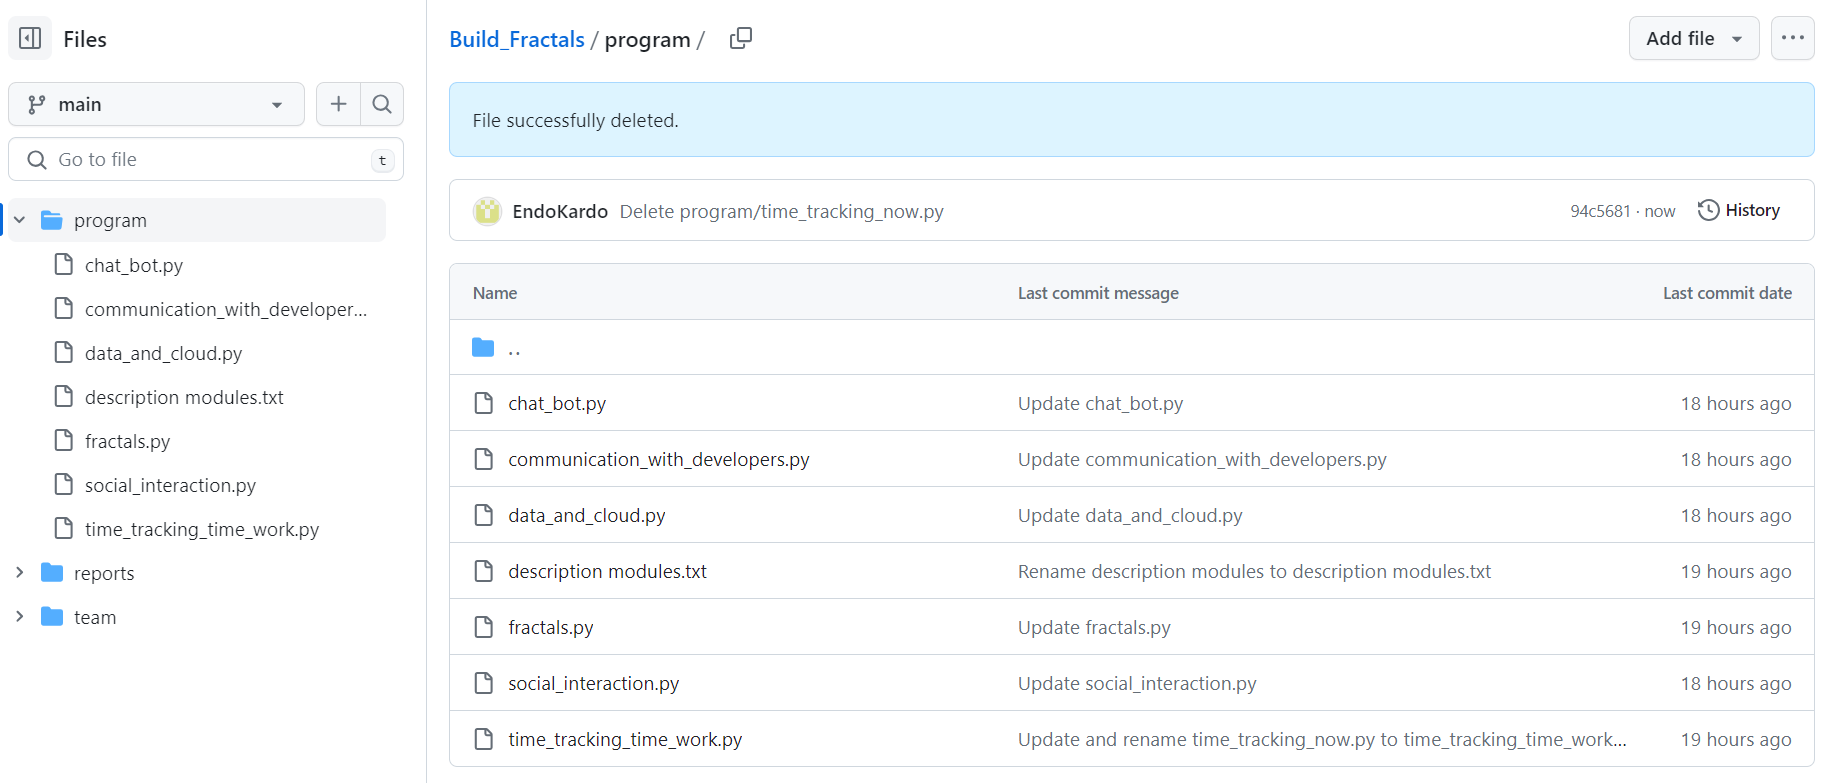 Files
main
Go to file t
program
chat_bot.py
communication_with_developer...
data_and_cloud.py
description modules.txt
fractals.py
social_interaction.py
time_tracking_time_work.py
reports
team
Build_Fractals / program /
Add file
File successfully deleted.
EndoKardo Delete program/time_tracking_now.py 94c5681 · now History
Name Last commit message Last commit date
..
chat_bot.py Update chat_bot.py 18 hours ago
communication_with_developers.py Update communication_with_developers.py 18 hours ago
data_and_cloud.py Update data_and_cloud.py 18 hours ago
description modules.txt Rename description modules to description modules.txt 19 hours ago
fractals.py Update fractals.py 19 hours ago
social_interaction.py Update social_interaction.py 18 hours ago
time_tracking_time_work.py Update and rename time_tracking_now.py to time_tracking_time_work... 19 hours ago